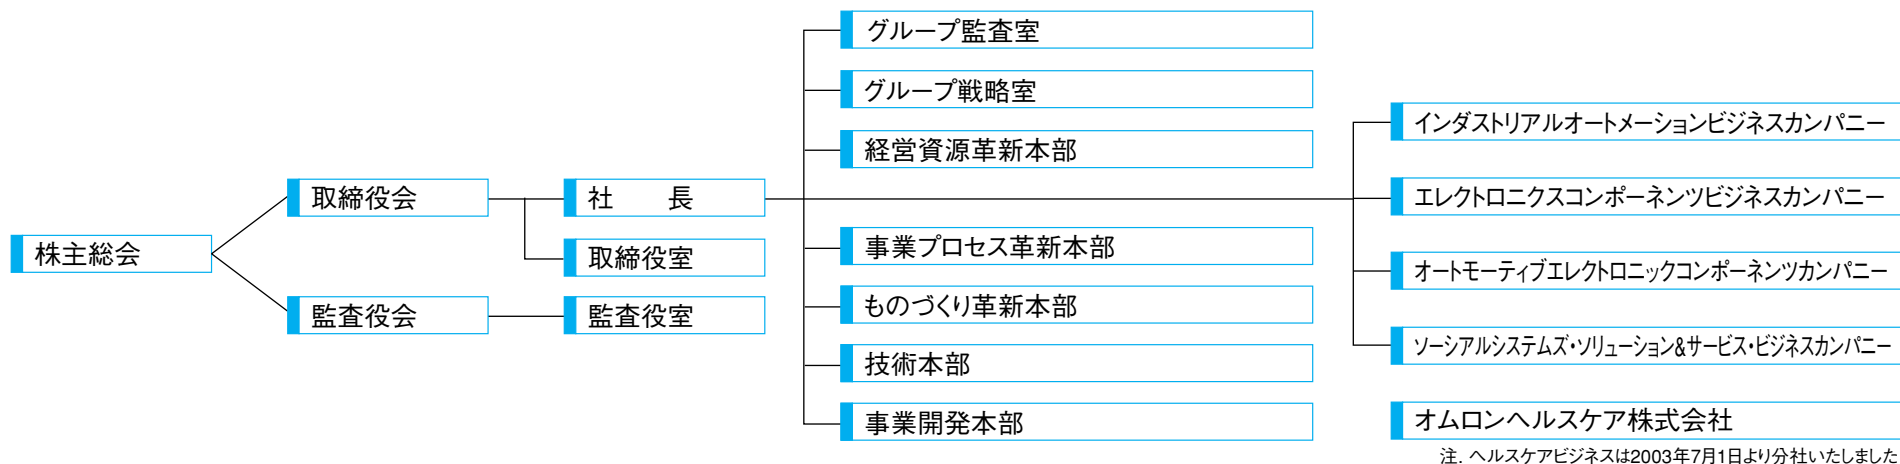 株主総会
取締役会
監査役会
社　　長
取締役室
監査役室
グループ監査室
グループ戦略室
経営資源革新本部
事業プロセス革新本部
ものづくり革新本部
技術本部
事業開発本部
インダストリアルオートメーションビジネスカンパニー
エレクトロニクスコンポーネンツビジネスカンパニー
オートモーティブエレクトロニックコンポーネンツカンパニー
ソーシアルシステムズ・ソリューション&サービス・ビジネスカンパニー
オムロンヘルスケア株式会社
注. ヘルスケアビジネスは2003年7月1日より分社いたしました